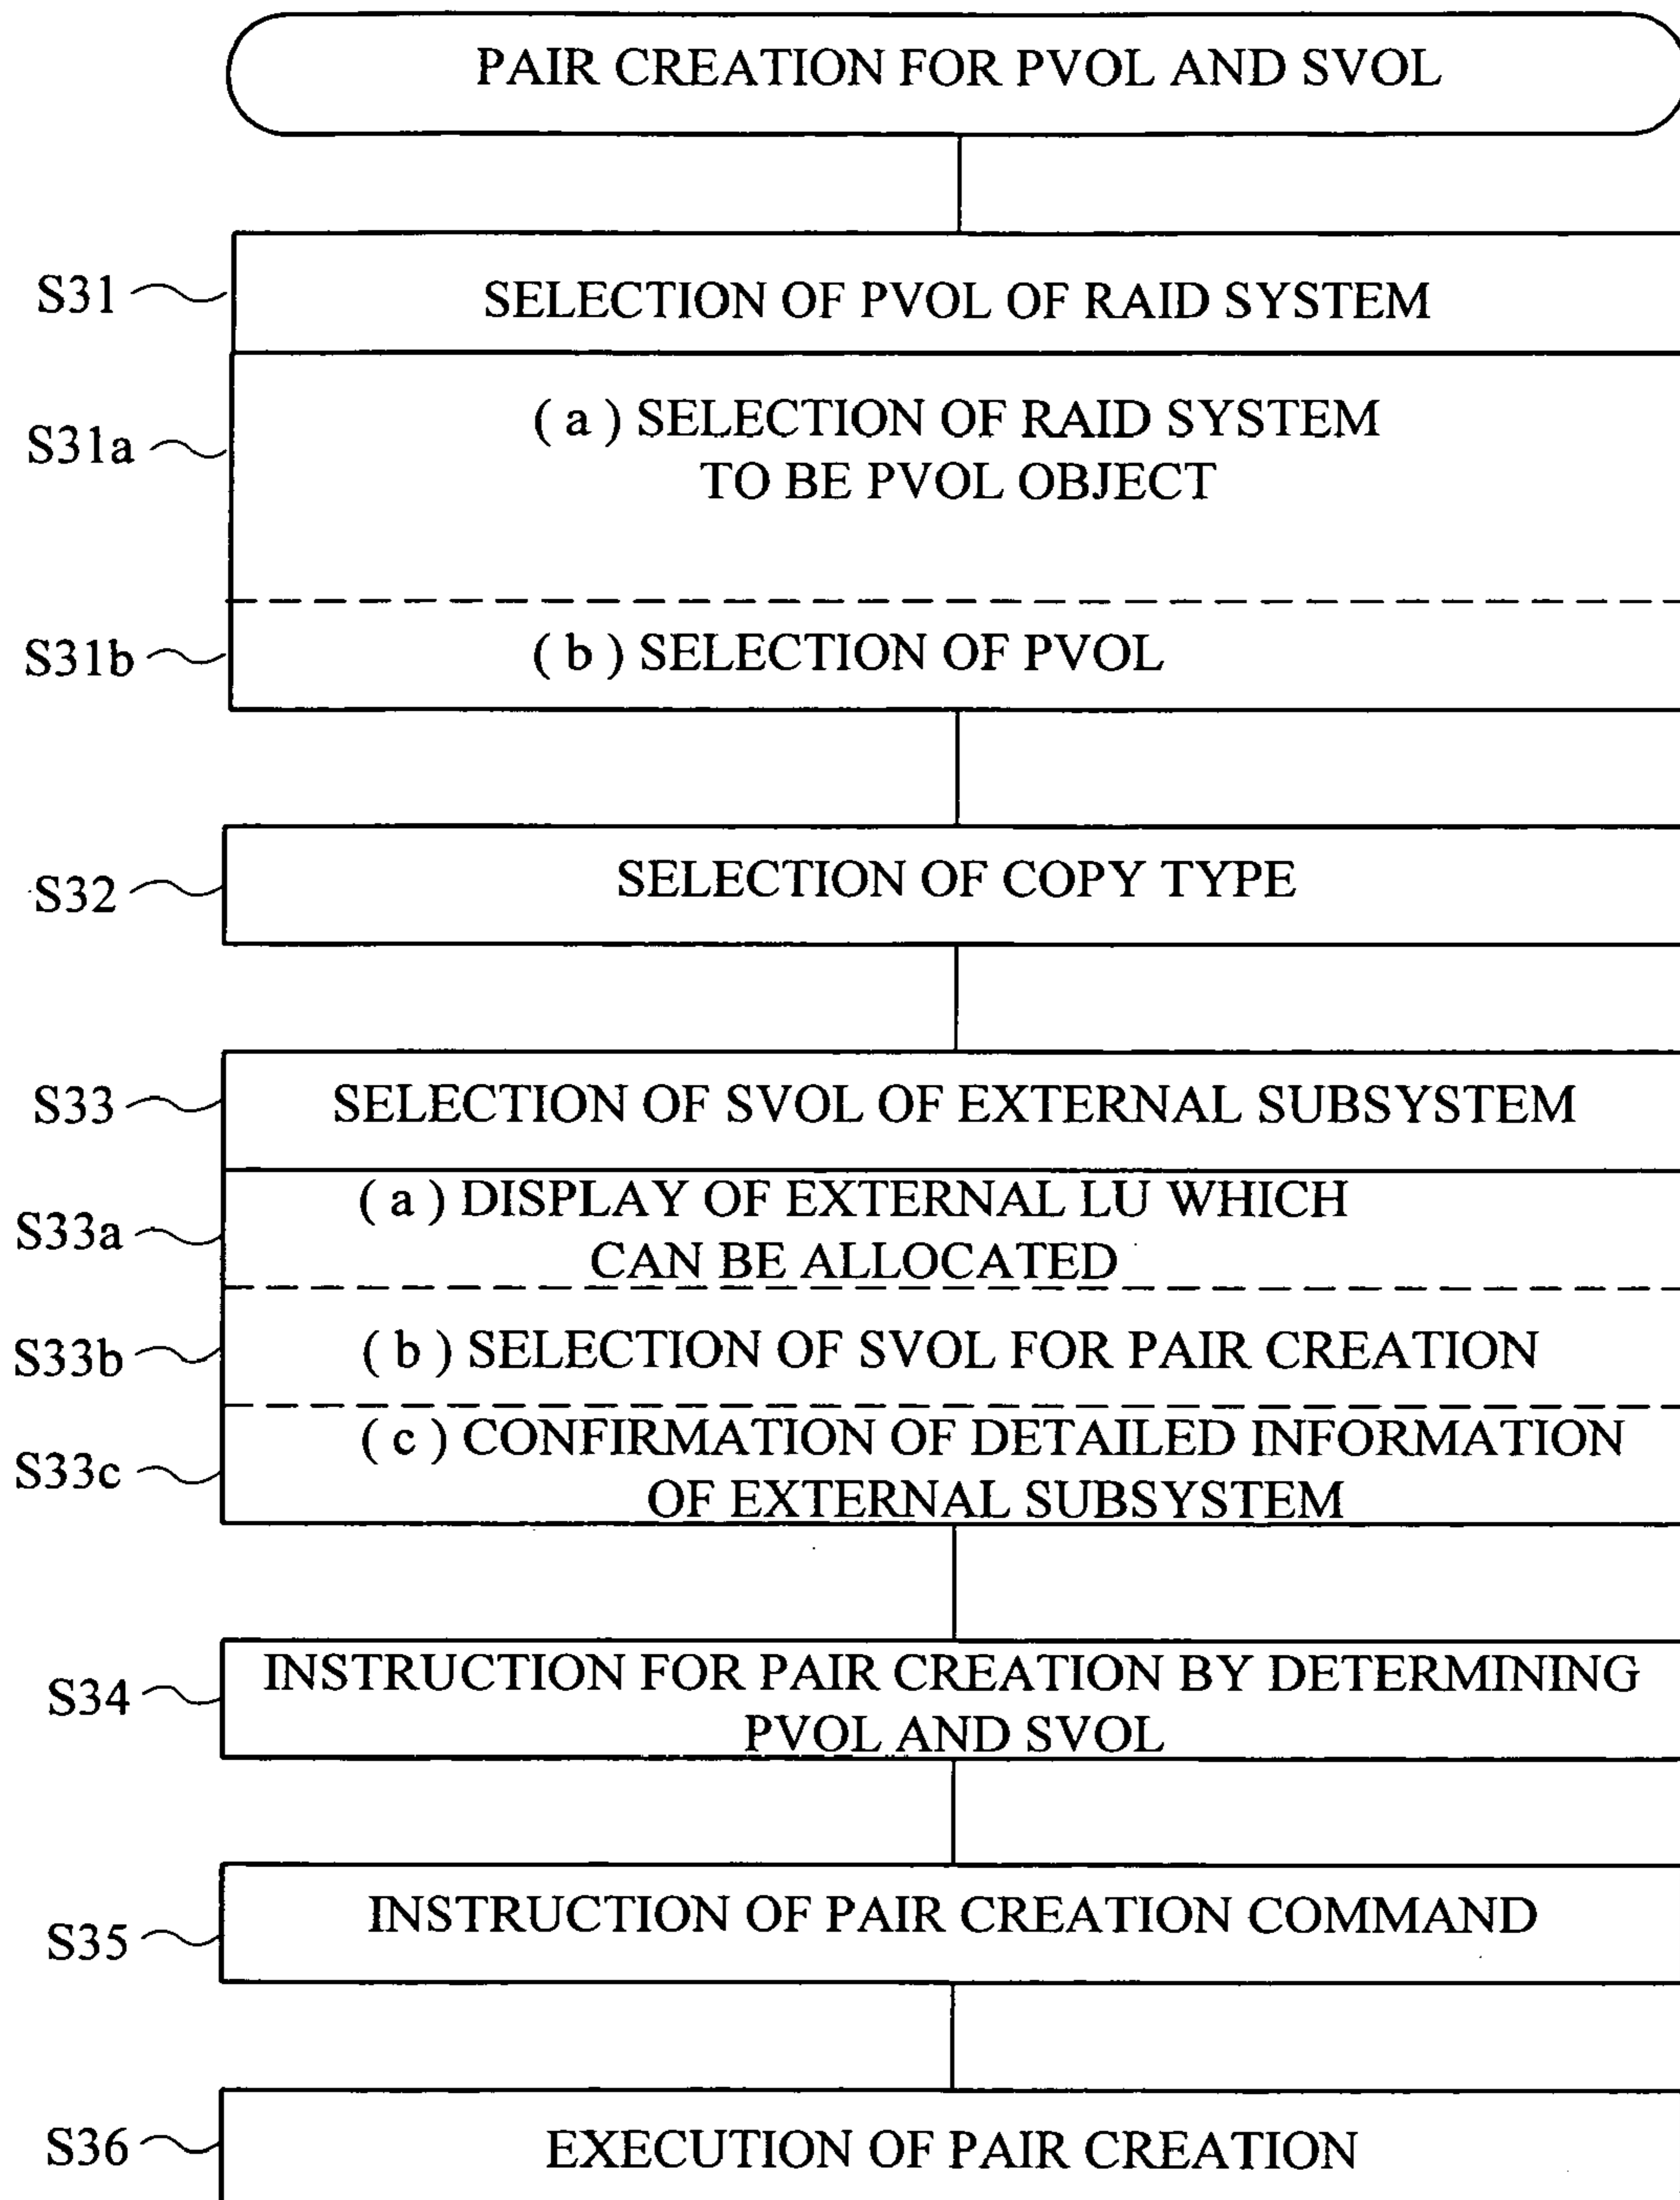 PAIR CREATION FOR PVOL AND SVOL
S31
SELECTION OF PVOL OF RAID SYSTEM
S31a
( a ) SELECTION OF RAID SYSTEM
TO BE PVOL OBJECT
S31b
( b ) SELECTION OF PVOL
S32
SELECTION OF COPY TYPE
S33
SELECTION OF SVOL OF EXTERNAL SUBSYSTEM
S33a
( a ) DISPLAY OF EXTERNAL LU WHICH
CAN BE ALLOCATED
S33b
( b ) SELECTION OF SVOL FOR PAIR CREATION
S33c
( c ) CONFIRMATION OF DETAILED INFORMATION
OF EXTERNAL SUBSYSTEM
S34
INSTRUCTION FOR PAIR CREATION BY DETERMINING
PVOL AND SVOL
S35
INSTRUCTION OF PAIR CREATION COMMAND
S36
EXECUTION OF PAIR CREATION